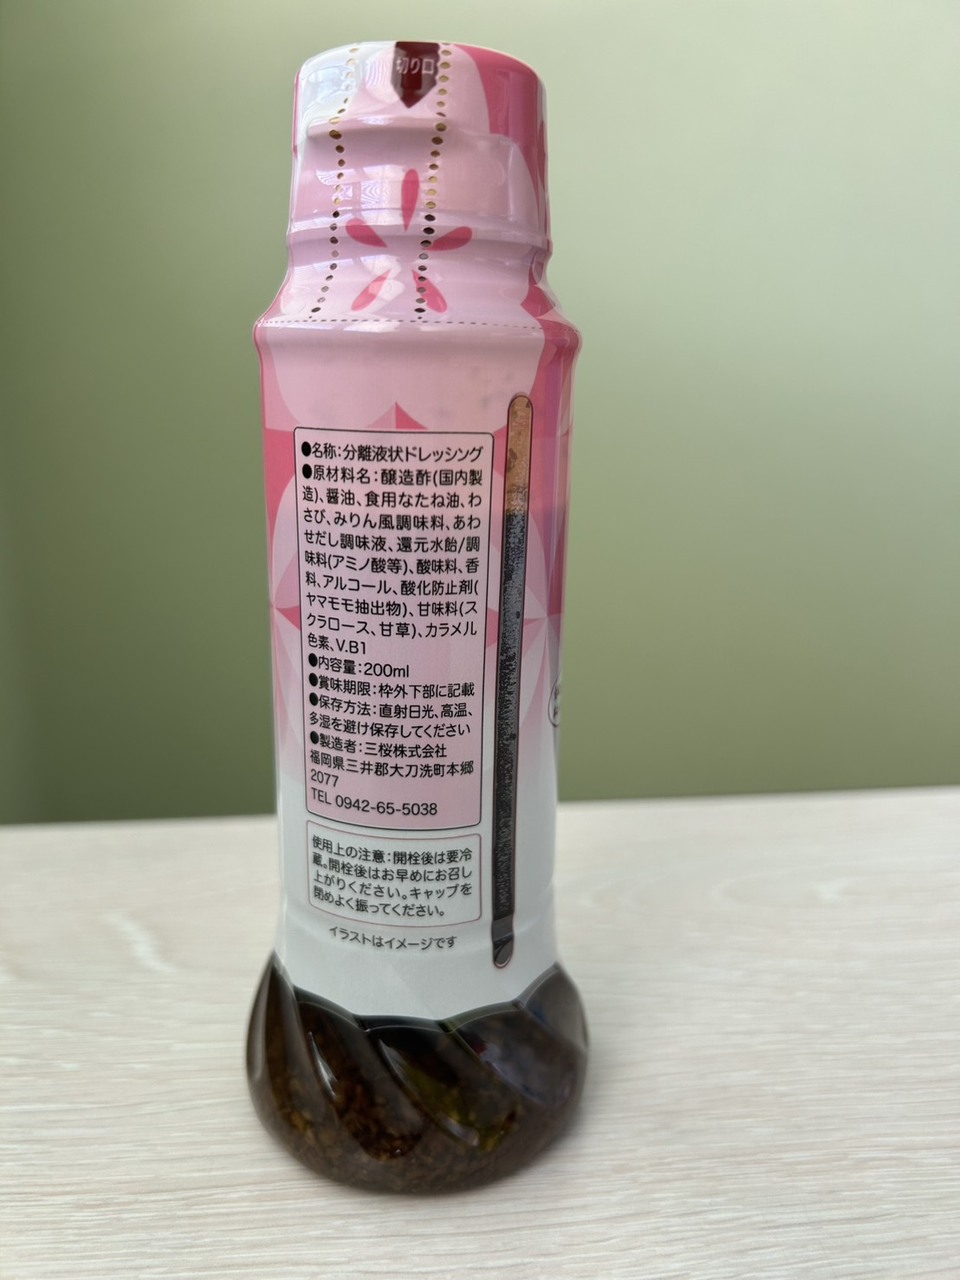 切り口
●名称:分離液状ドレッシング
●原材料名:醸造酢(国内製
造)、醤油、食用なたね油、わ
さび、みりん風調味料、あわ
せだし調味液、還元水飴/調
味料(アミノ酸等)、酸味料、香
料、アルコール、酸化防止剤(
ヤマモモ抽出物)、甘味料(ス
クラロース、甘草)、カラメル
色素、V.B1
●内容量:200ml
●賞味期限:枠外下部に記載
●保存方法:直射日光、高温、
多湿を避け保存してください
●製造者:三桜株式会社
福岡県三井郡大刀洗町本郷
2077
TEL 0942-65-5038
使用上の注意:開栓後は要冷
蔵。開栓後はお早めにお召し
上がりください。キャップを
閉めよく振ってください。
イラストはイメージです